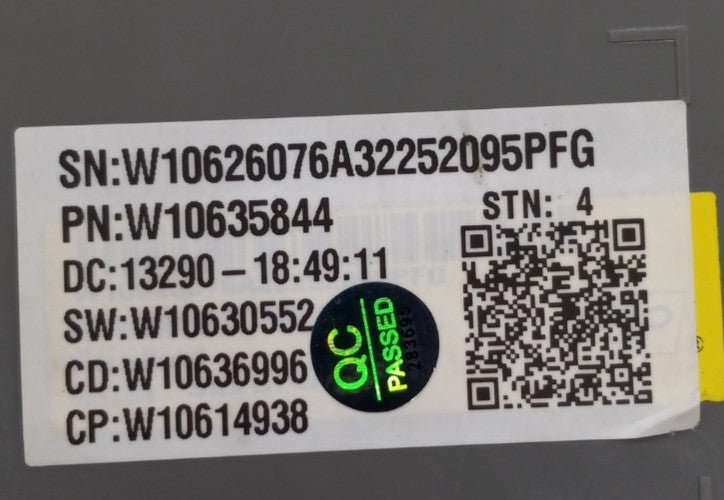 SN:W10626076A32252095PFG
PN:W10635844
STN: 4
DC:13290-18:49:11
SW:W10630552
CD:W10636996
CP:W10614938
QC
PASSED